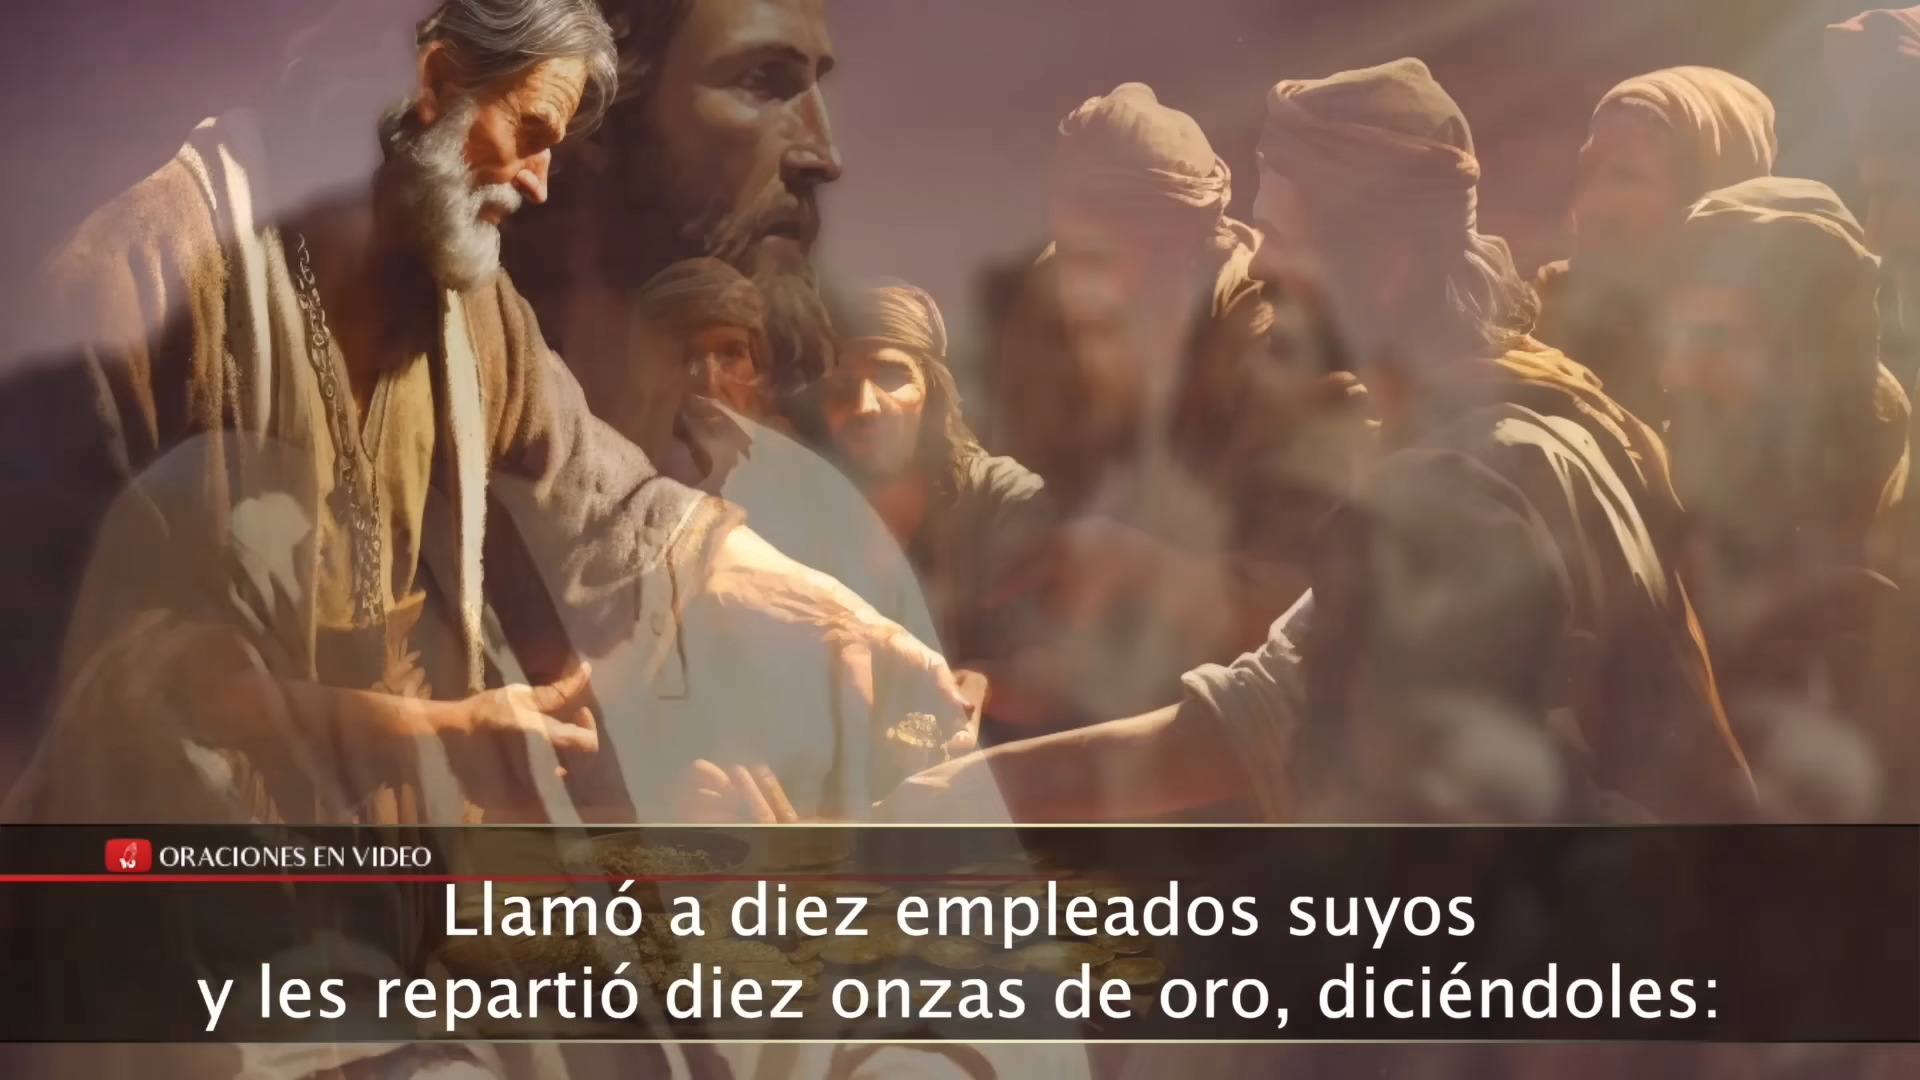 ORACIONES EN VIDEO
Llamó a diez empleados suyos
y les repartió diez onzas de oro, diciéndoles: